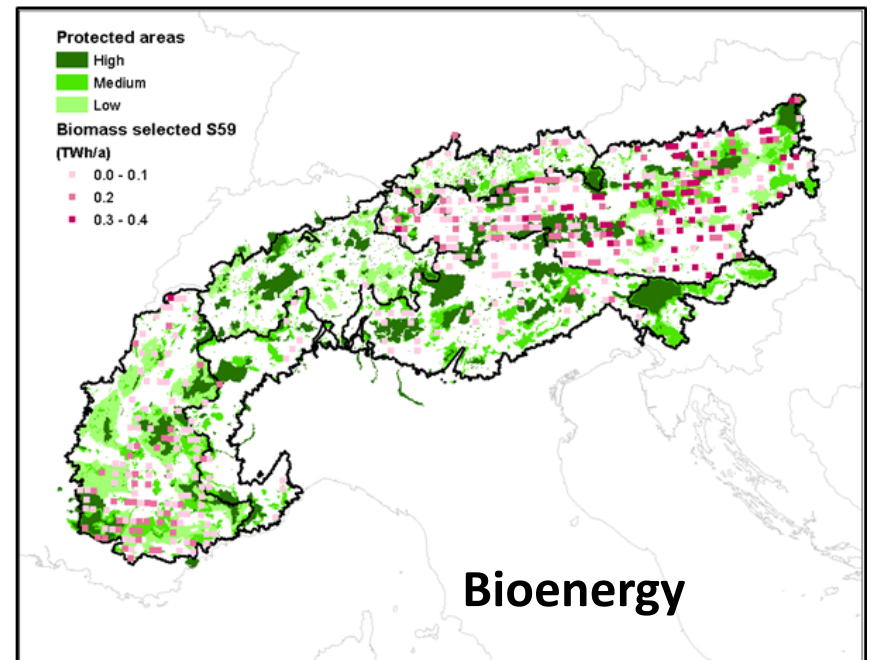 Protected areas
High
Medium
Low
Biomass selected S59
(TWh/a)
0.0 - 0.1
0.2
0.3 - 0.4
Bioenergy